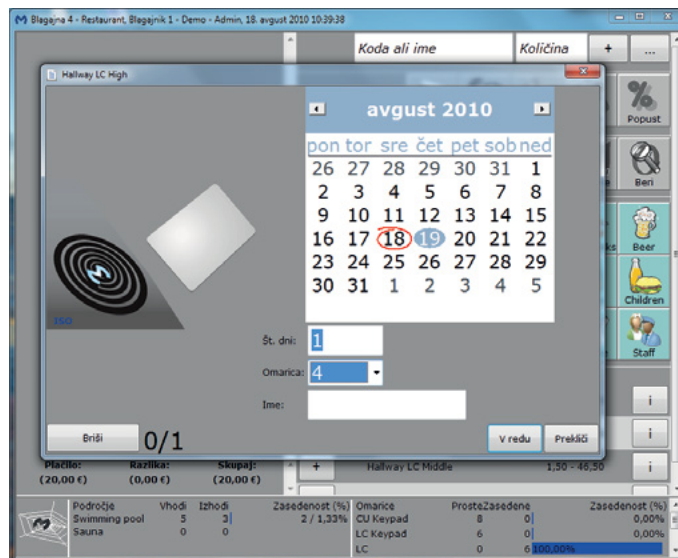 Blagajna 4 - Restaurant, Blagajnik 1 - Demo - Admin, 18. avgust 2010 10:39:38
Koda ali ime
Količina
+
...
Hallway LC High
Popust
Beri
Beer
Children
Staff
avgust 2010
pon tor sre čet pet sob ned
26 27 28 29 30 31 1
2 3 4 5 6 7 8
9 10 11 12 13 14 15
16 17 18 19 20 21 22
23 24 25 26 27 28 29
30 31 1 2 3 4 5
ISO
Št. dni: 1
Omarica: 4
Ime:
Briši 0/1 V redu Prekliči
i
i
Plačilo: Razlika: Skupaj:
(20,00 €) (0,00 €) (20,00 €)
+ Hallway LC Middle 1,50 - 46,50 i
Področje Vhodi Izhodi Zasedenost (%)
Swimming pool 5 3 2 / 1,33%
Sauna 0 0
Omarice Proste Zasedene Zasedenost (%)
CU Keypad 8 0 0,00%
LC Keypad 6 0 0,00%
LC 0 6 100,00%